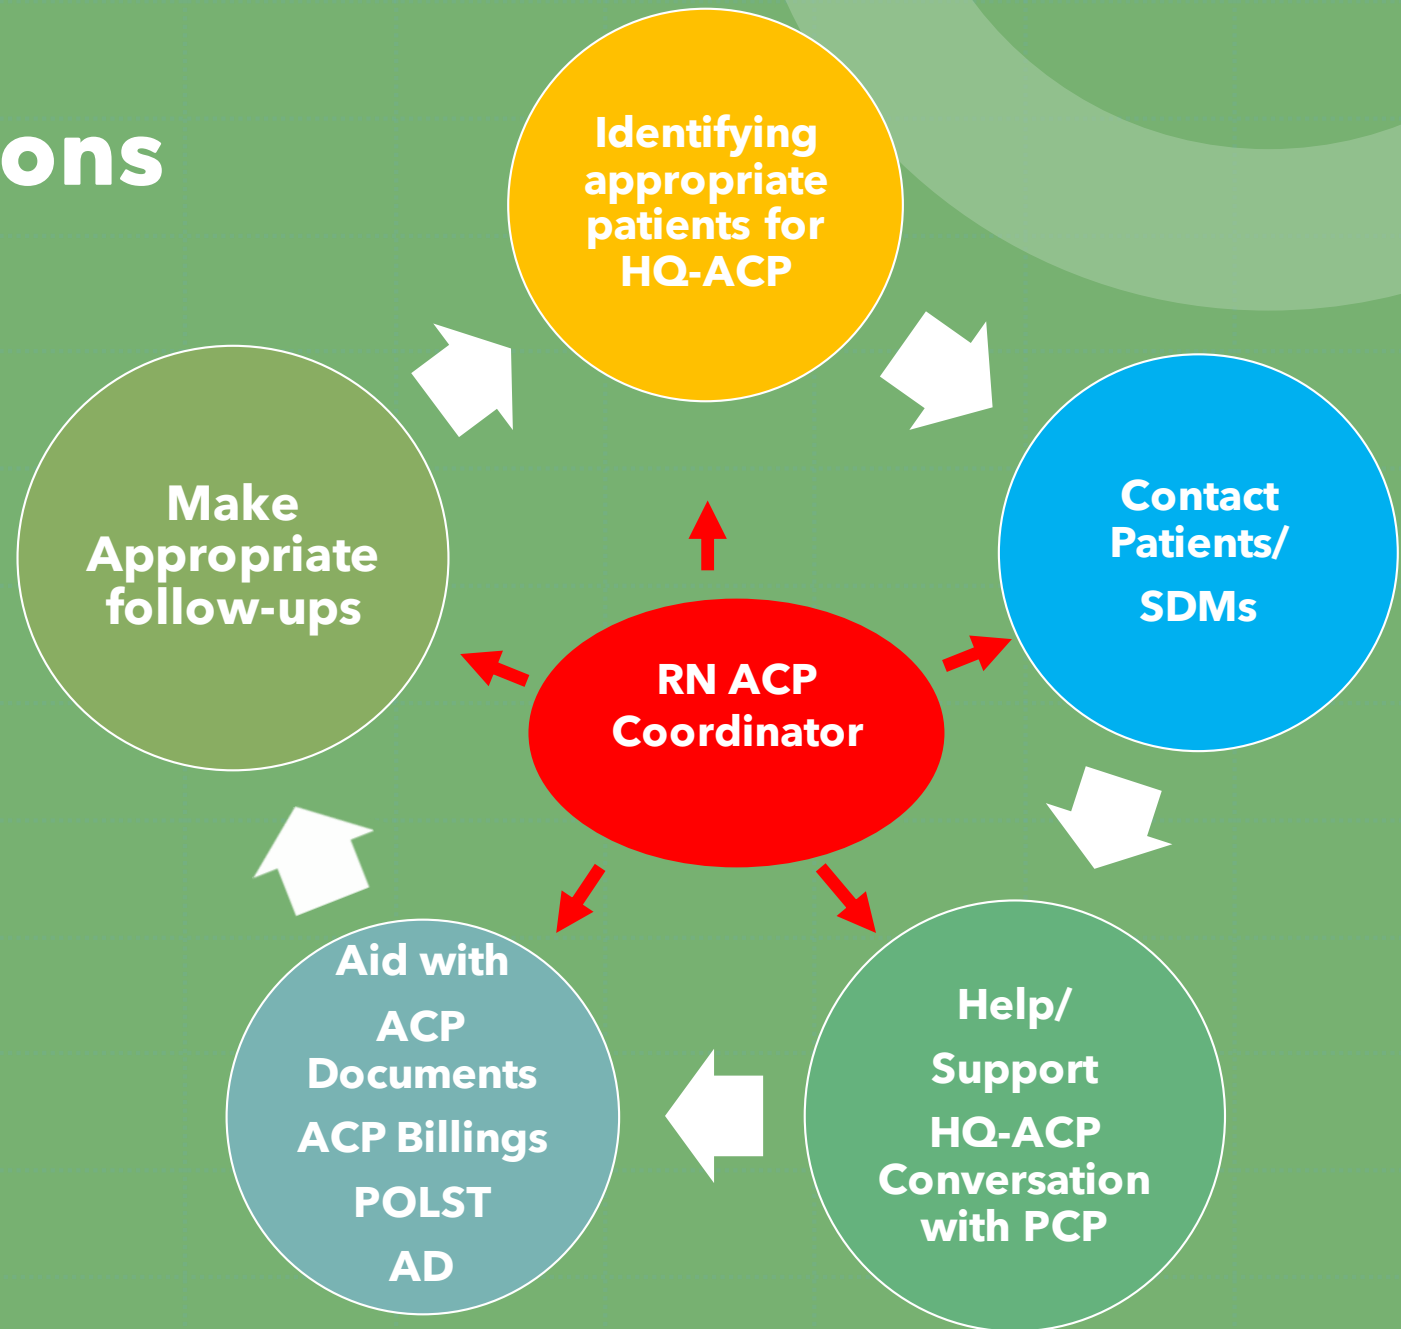 ons
Identifying
appropriate
patients for
HQ-ACP
Contact
Patients/
SDMs
Make
Appropriate
follow-ups
RN ACP
Coordinator
Aid with
ACP
Documents
ACP Billings
POLST
AD
Help/
Support
HQ-ACP
Conversation
with PCP